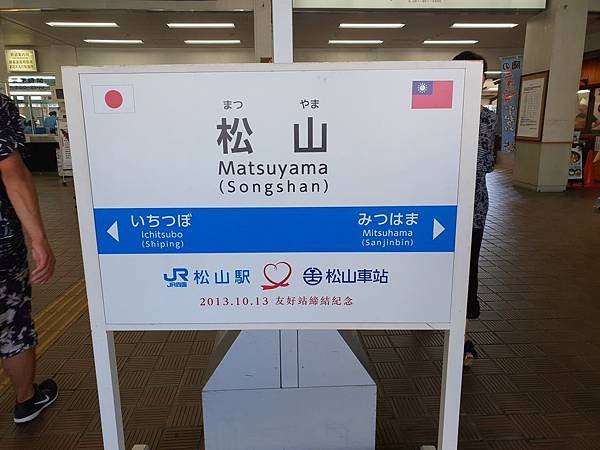 まつ やま
松 山
Matsuyama
(Songshan)
いちつぼ
Ichitsubo
(Shiping)
みつはま
Mitsuhama
(Sanjinbin)
JR JR四国 松山駅 松山車站
2013.10.13 友好站締結紀念